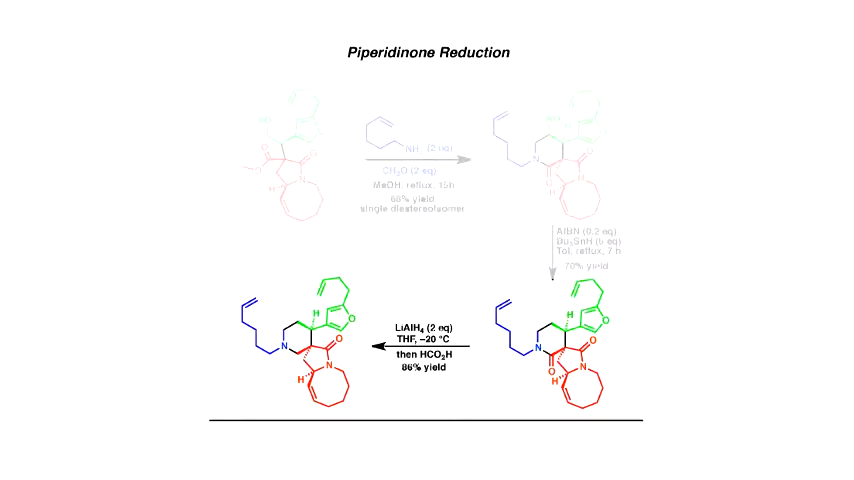 Piperidinone Reduction
NH₂ (2 eq)
CH₂O (2 eq)
MeOH, reflux, 15h
66% yield
single diastereoisomer
AIBN (0.2 eq)
Bu₃SnH (5 eq)
Tol, reflux, 7 h
70% yield
LiAlH₄ (2 eq)
THF, −20 °C
then HCO₂H
86% yield
H
O
O
N
N
H
H
O
O
N
N
O
H